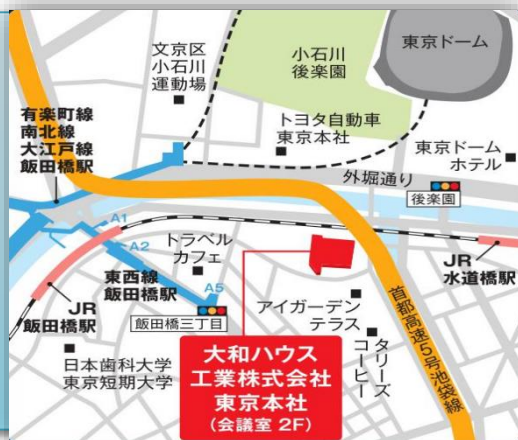 文京区
小石川
運動場
小石川
後楽園
東京ドーム
有楽町線
南北線
大江戸線
飯田橋駅
トヨタ自動車
東京本社
東京ドーム
ホテル
外堀通り
後楽園
A1
A2
トラベル
カフェ
東西線
飯田橋駅
A5
JR
飯田橋駅
飯田橋三丁目
JR
水道橋駅
アイガーデン
テラス
タリーズ
コーヒー
首都高速5号池袋線
日本歯科大学
東京短期大学
大和ハウス
工業株式会社
東京本社
(会議室 2F)